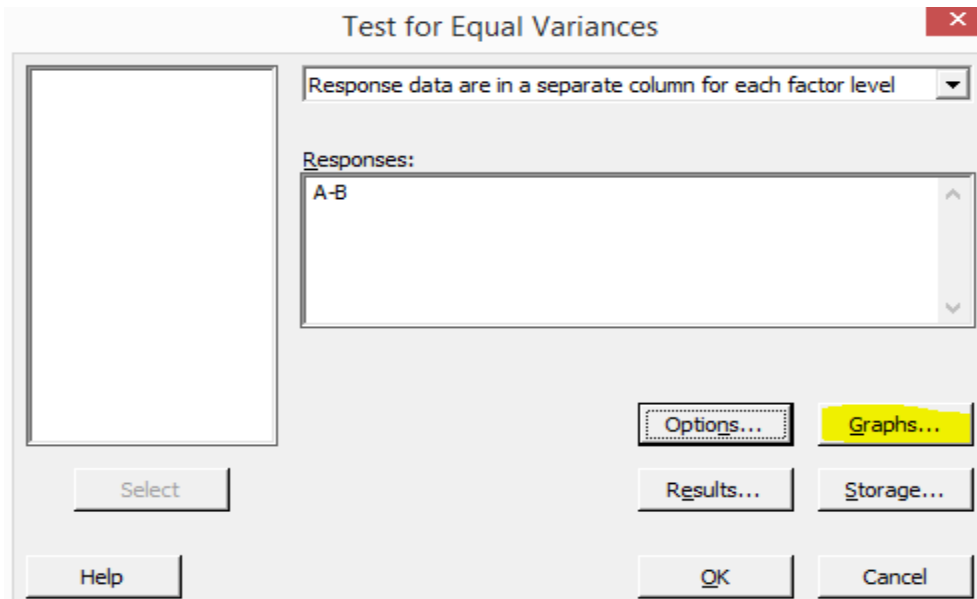 Test for Equal Variances
Response data are in a separate column for each factor level
Responses:
A-B
Options...
Graphs...
Select
Results...
Storage...
Help
OK
Cancel